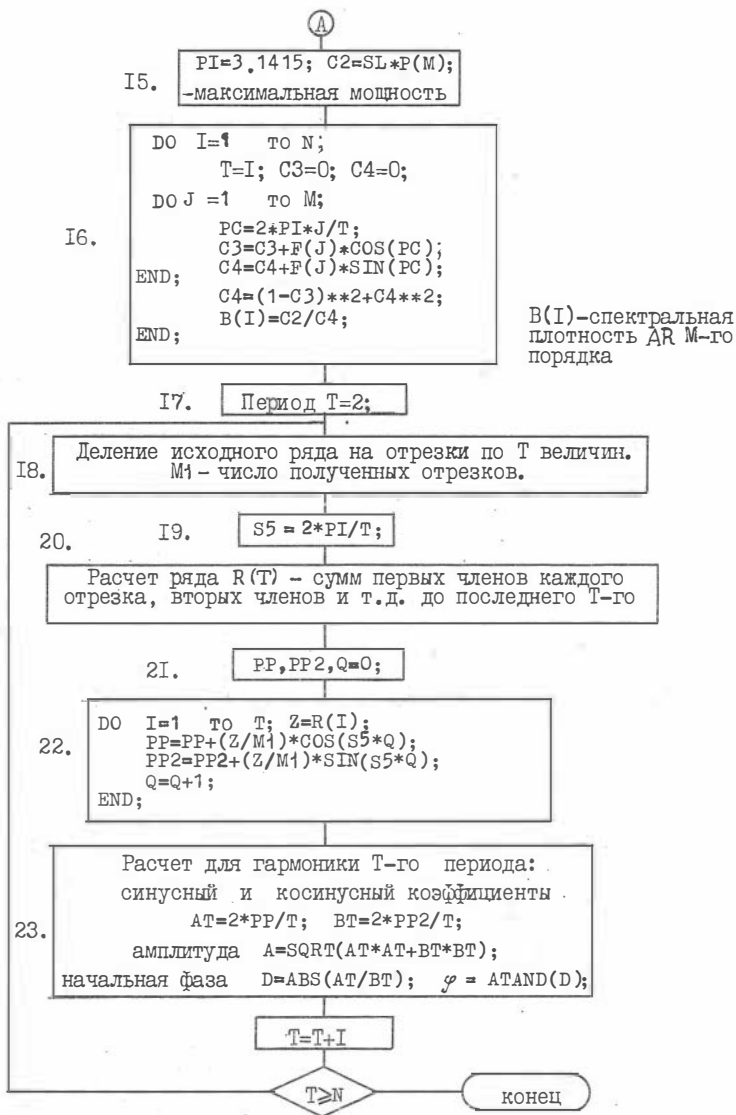 A
I5.
PI=3.1415; C2=SL*P(M);
-максимальная мощность
I6.
DO I=1 то N;
T=I; C3=0; C4=0;
DO J =1 то M;
PC=2*PI*J/T;
C3=C3+F(J)*COS(PC);
C4=C4+F(J)*SIN(PC);
END;
C4=(1-C3)**2+C4**2;
B(I)=C2/C4;
END;
B(I)-спектральная
плотность AR M-го
порядка
I7.
Период T=2;
I8.
Деление исходного ряда на отрезки по T величин.
M1 - число полученных отрезков.
I9.
S5 = 2*PI/T;
20.
Расчет ряда R(T) - сумм первых членов каждого
отрезка, вторых членов и т.д. до последнего T-го
2I.
PP,PP2,Q=0;
22.
DO I=1 то T; Z=R(I);
PP=PP+(Z/M1)*COS(S5*Q);
PP2=PP2+(Z/M1)*SIN(S5*Q);
Q=Q+1;
END;
23.
Расчет для гармоники T-го периода:
синусный и косинусный коэффициенты
AT=2*PP/T; BT=2*PP2/T;
амплитуда A=SQRT(AT*AT+BT*BT);
начальная фаза D=ABS(AT/BT); φ = ATAND(D);
T=T+I
T⩾N
конец